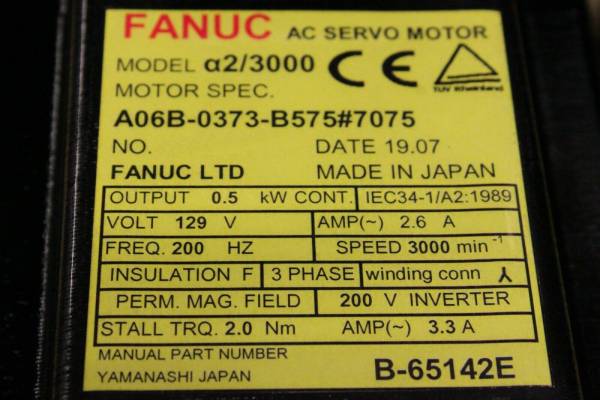 FANUC AC SERVO MOTOR
MODEL α2/3000 CE
TUV Rheinland
MOTOR SPEC.
A06B-0373-B575#7075
NO. DATE 19.07
FANUC LTD MADE IN JAPAN
OUTPUT 0.5 kW CONT. IEC34-1/A2:1989
VOLT 129 V AMP(~) 2.6 A
FREQ. 200 HZ SPEED 3000 min⁻¹
INSULATION F 3 PHASE winding conn
PERM. MAG. FIELD 200 V INVERTER
STALL TRQ. 2.0 Nm AMP(~) 3.3 A
MANUAL PART NUMBER B-65142E
YAMANASHI JAPAN